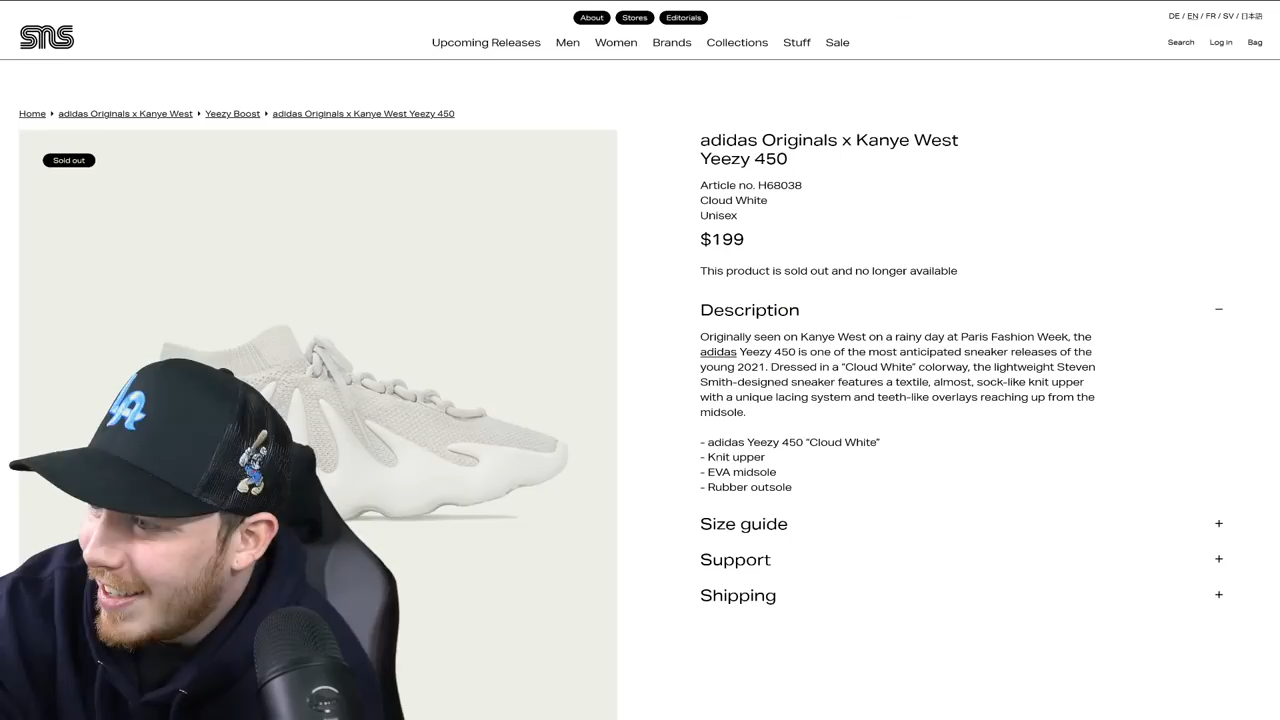 About
Stores
Editorials
DE / EN / FR / SV / 日本語
sns
Upcoming Releases
Men
Women
Brands
Collections
Stuff
Sale
Search
Log in
Bag
Home
adidas Originals x Kanye West
Yeezy Boost
adidas Originals x Kanye West Yeezy 450
Sold out
LA
adidas Originals x Kanye West
Yeezy 450
Article no. H68038
Cloud White
Unisex
$199
This product is sold out and no longer available
Description
Originally seen on Kanye West on a rainy day at Paris Fashion Week, the
adidas Yeezy 450 is one of the most anticipated sneaker releases of the
young 2021. Dressed in a “Cloud White” colorway, the lightweight Steven
Smith-designed sneaker features a textile, almost, sock-like knit upper
with a unique lacing system and teeth-like overlays reaching up from the
midsole.
- adidas Yeezy 450 “Cloud White”
- Knit upper
- EVA midsole
- Rubber outsole
Size guide
Support
Shipping